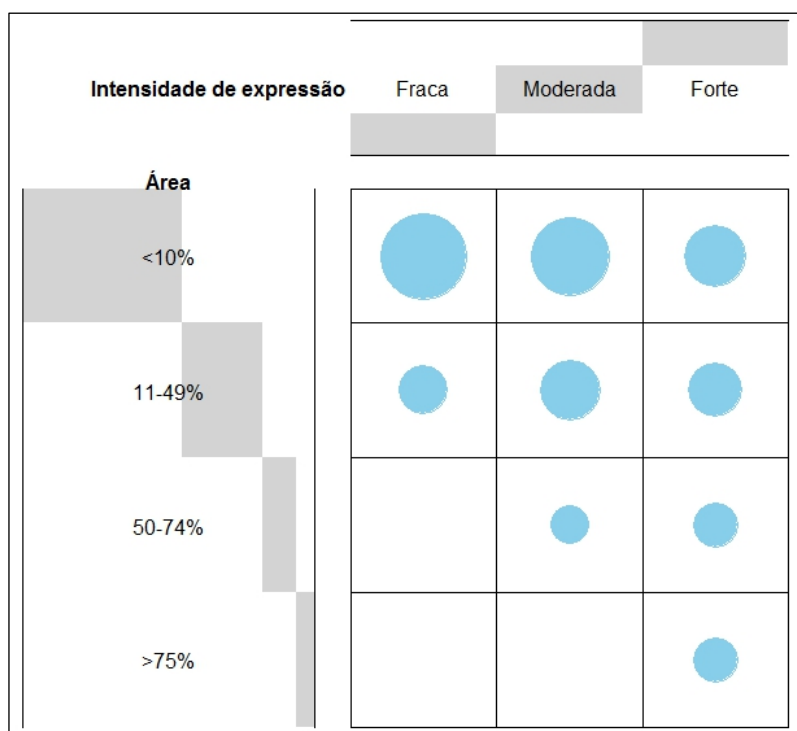 Intensidade de expressão Fraca Moderada Forte
Área
<10%
11-49%
50-74%
>75%